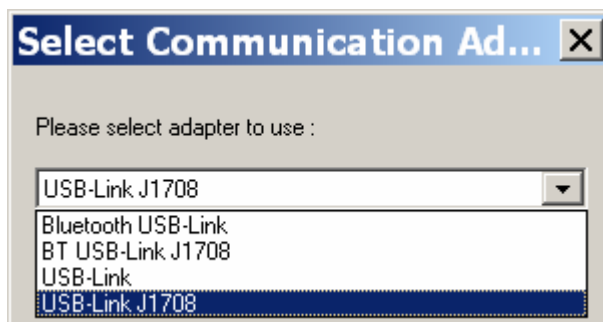 Select Communication Ad...
Please select adapter to use :
USB-Link J1708
Bluetooth USB-Link
BT USB-Link J1708
USB-Link
USB-Link J1708